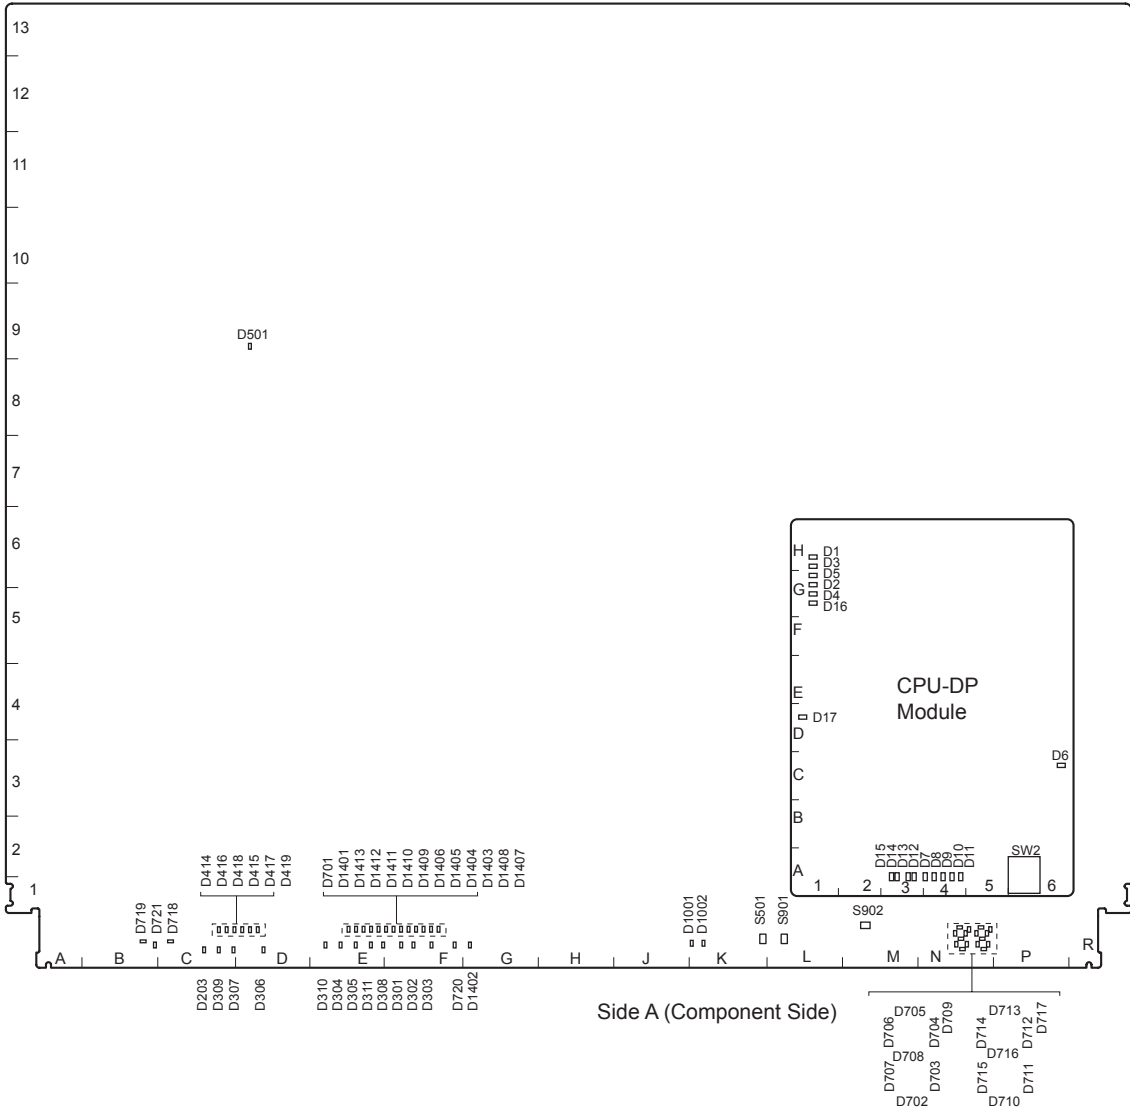 13
12
11
10
9
D501
8
7
6
H
D1
D3
D5
G
D2
D4
D16
5
F
CPU-DP
Module
E
4
D17
D
D6
3
C
B
2
D414
D416
D418
D415
D417
D419
D701
D1401
D1413
D1412
D1411
D1410
D1409
D1406
D1405
D1404
D1403
D1408
D1407
D15
D14
D13
D12
D7
D8
D9
D10
D11
SW2
A
1
1
2
3
4
5
6
D719
D721
D718
D1001
D1002
S501
S901
S902
A
B
C
D
E
F
G
H
J
K
L
M
N
P
R
D203
D309
D307
D306
D310
D304
D305
D311
D308
D301
D302
D303
D720
D1402
Side A (Component Side)
D705
D706
D704
D709
D708
D707
D703
D702
D713
D714
D712
D717
D716
D715
D711
D710